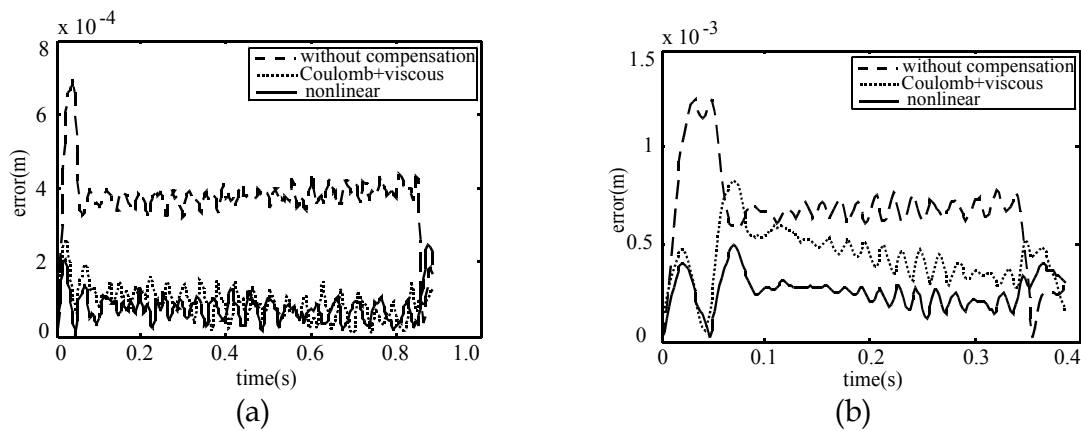 x 10 -4
8
6
4
2
0
error(m)
without compensation
Coulomb+viscous
nonlinear
0 0.2 0.4 0.6 0.8 1.0
time(s)
(a)
x 10 -3
1.5
1
0.5
0
error(m)
without compensation
Coulomb+viscous
nonlinear
0 0.1 0.2 0.3 0.4
time(s)
(b)